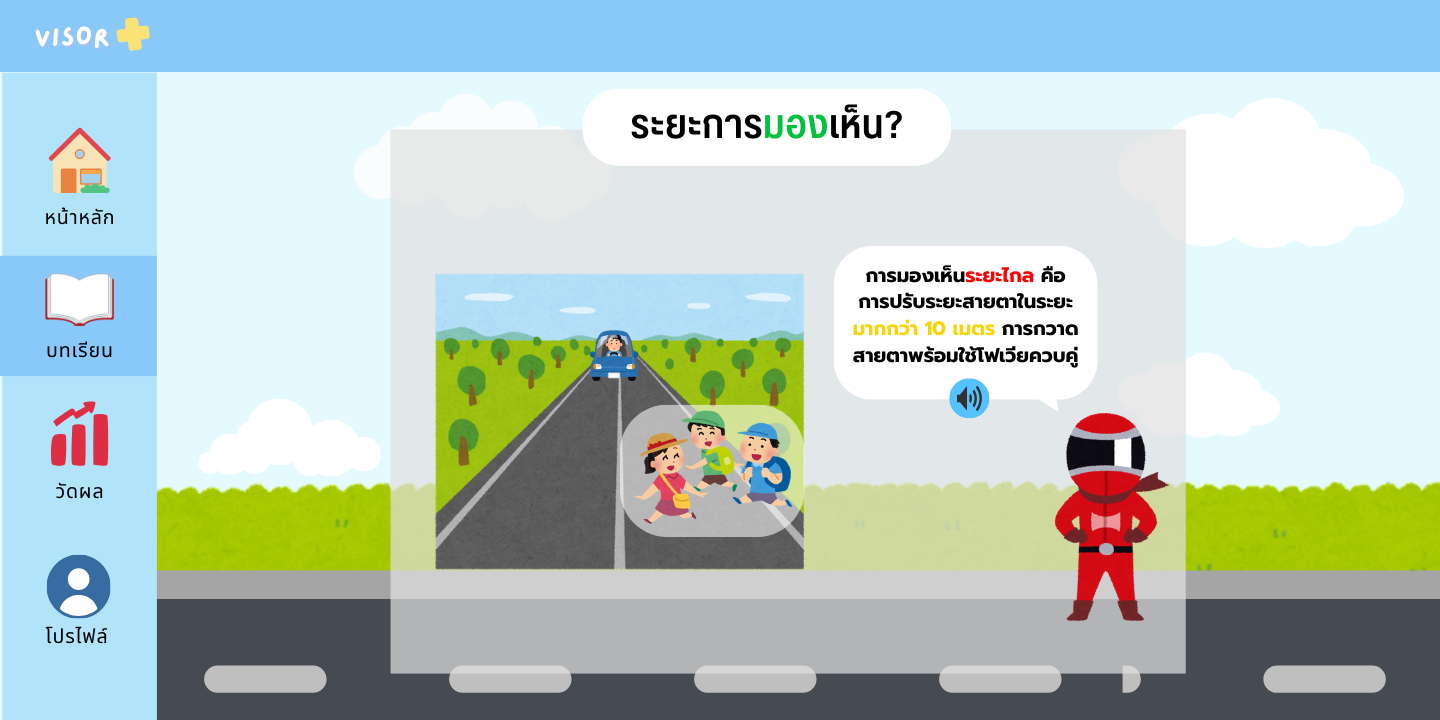 VISOR
ระยะการมองเห็น?
หน้าหลัก
บทเรียน
วัดผล
โปรไฟล์
การมองเห็นระยะไกล คือ
การปรับระยะสายตาในระยะ
มากกว่า 10 เมตร การกวาด
สายตาพร้อมใช้โฟเวียควบคู่